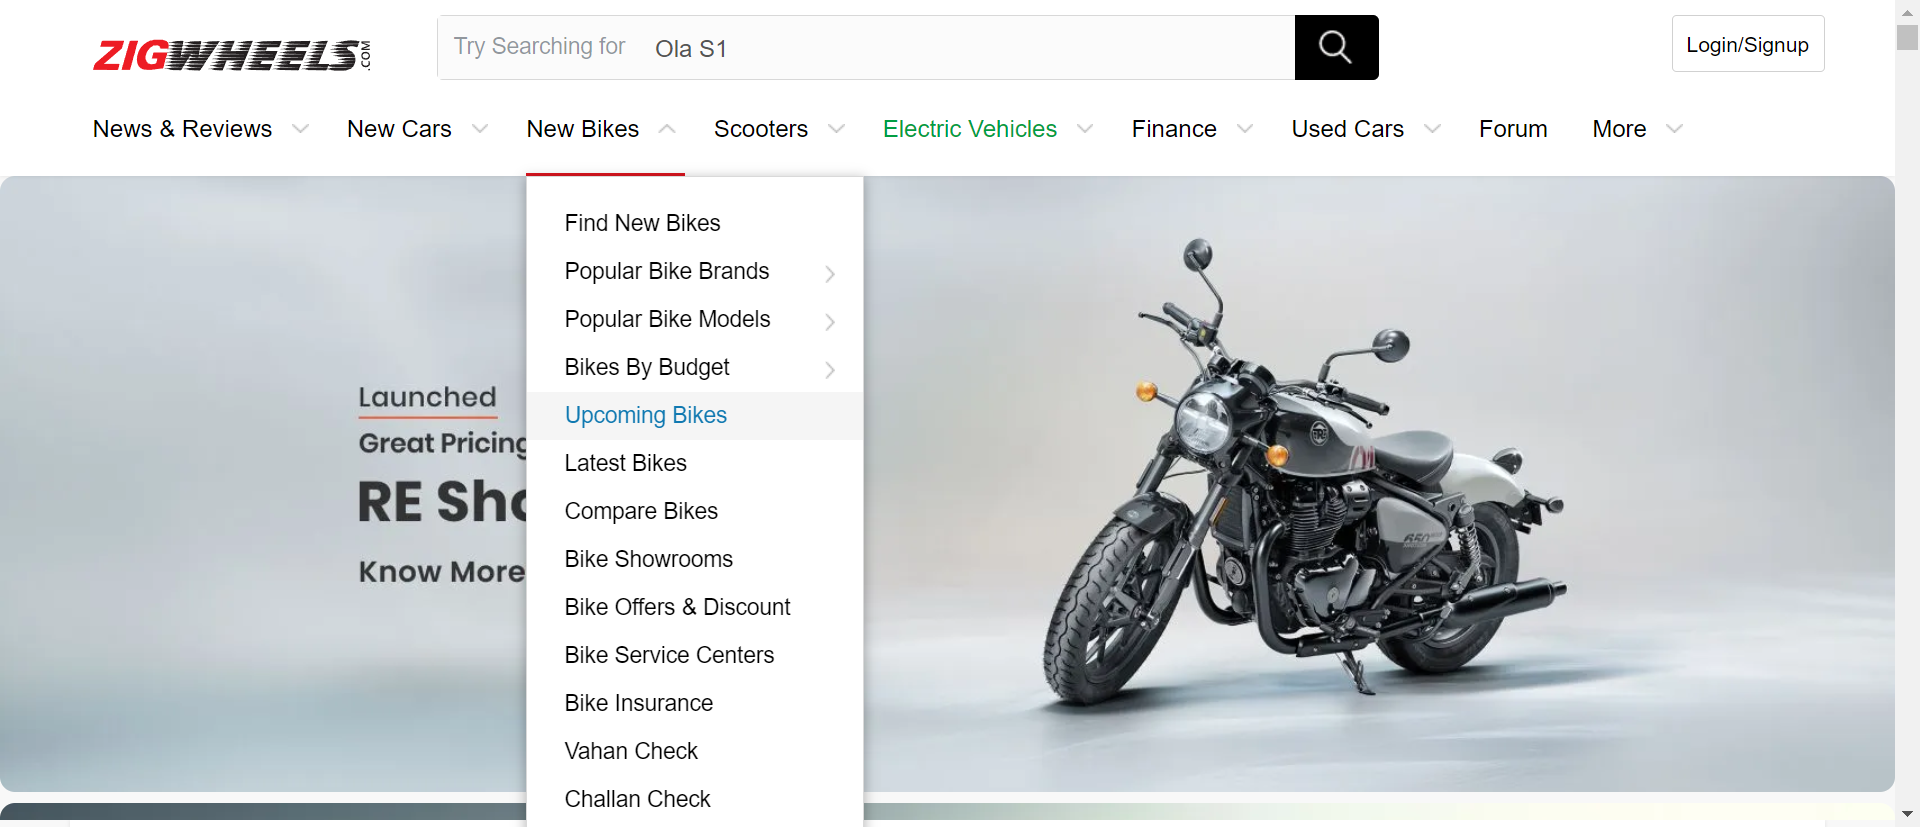 ZIGWHEELS.COM
Try Searching for Ola S1
Login/Signup
News & Reviews New Cars New Bikes Scooters Electric Vehicles Finance Used Cars Forum More
Find New Bikes
Popular Bike Brands
Popular Bike Models
Bikes By Budget
Upcoming Bikes
Latest Bikes
Compare Bikes
Bike Showrooms
Bike Offers & Discount
Bike Service Centers
Bike Insurance
Vahan Check
Challan Check
Launched
Great Pricing
RE Sho
Know More
650